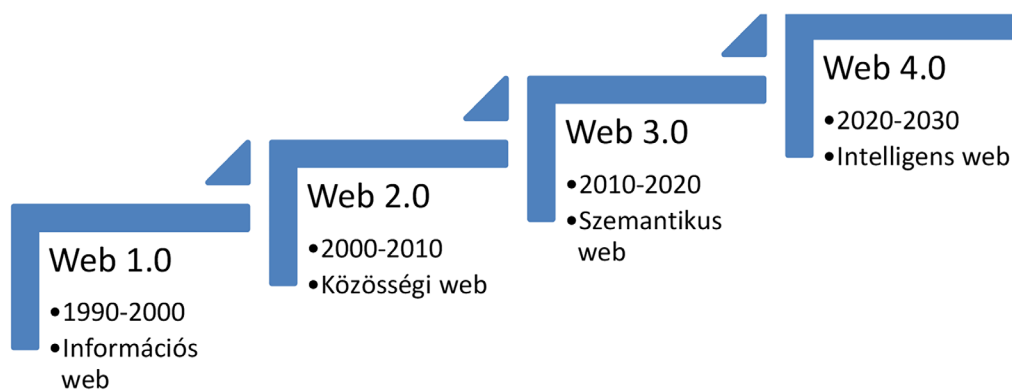 Web 1.0
•1990-2000
•Információs
web
Web 2.0
•2000-2010
•Közösségi web
Web 3.0
•2010-2020
•Szemantikus
web
Web 4.0
•2020-2030
•Intelligens web